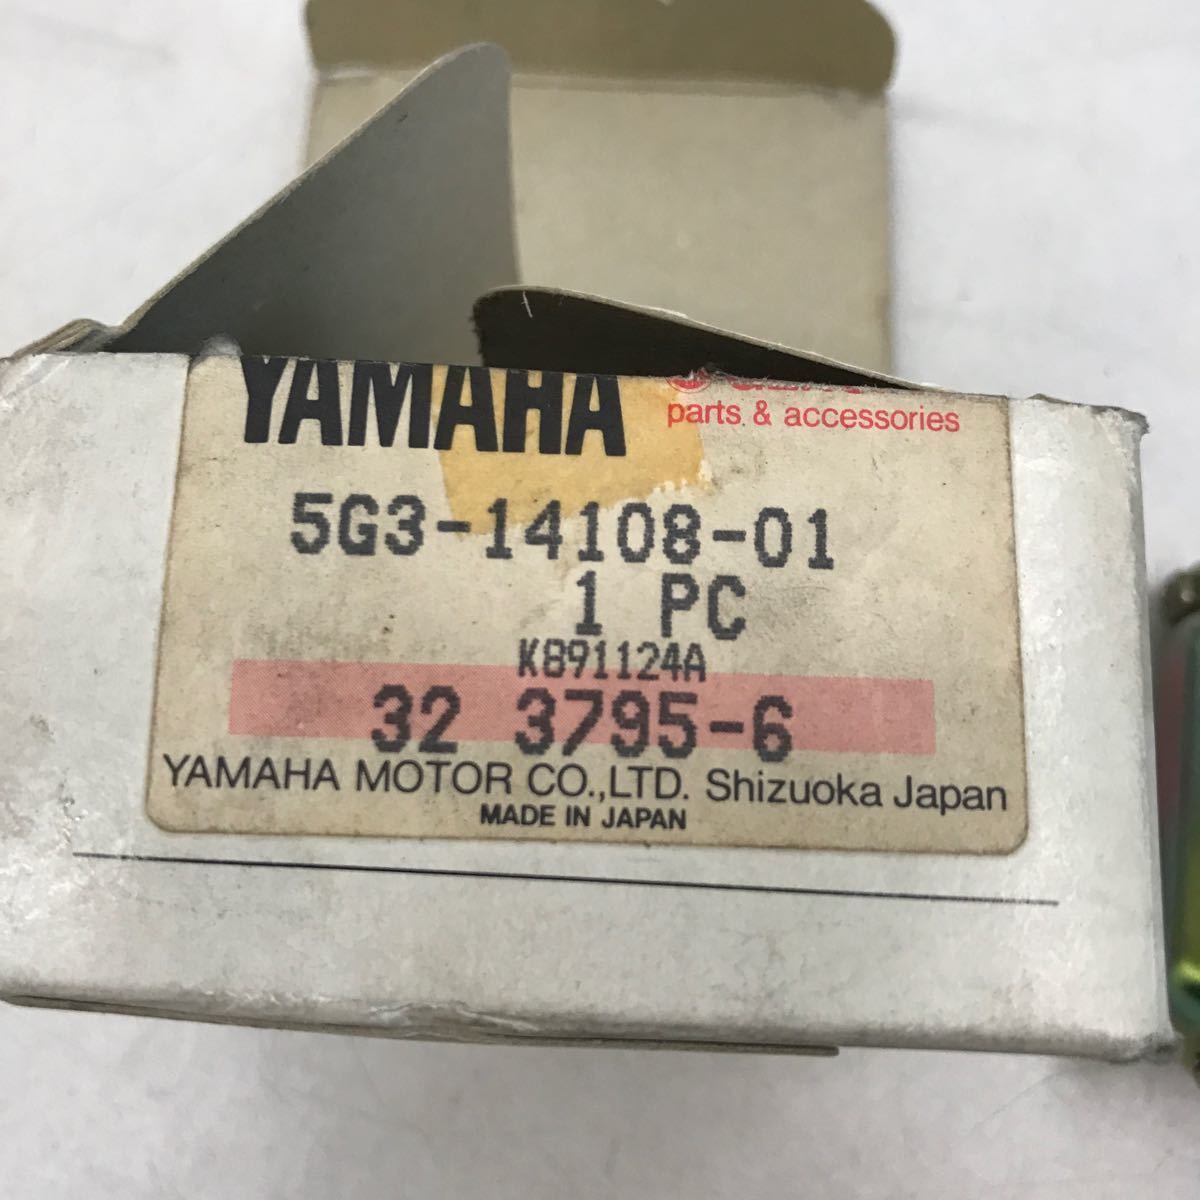 YAMAHA
parts & accessories
5G3-14108-01
1 PC
K891124A
32 3795-6
YAMAHA MOTOR CO.,LTD. Shizuoka Japan
MADE IN JAPAN